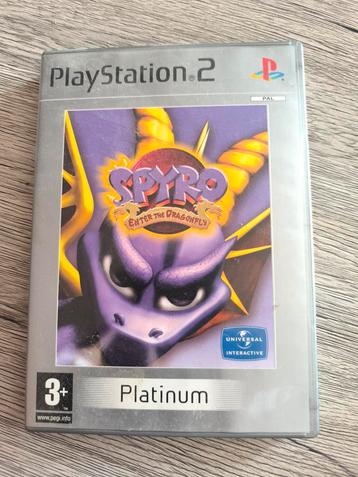 PlayStation®2
PAL
SPYRO
ENTER THE DRAGONFLY
UNIVERSAL
INTERACTIVE
3+
www.pegi.info
Platinum